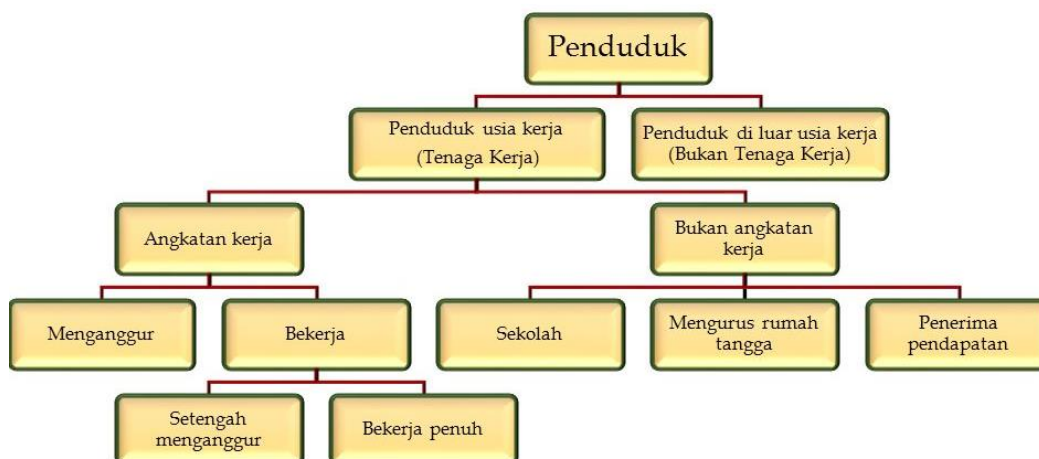 Penduduk
Penduduk usia kerja
(Tenaga Kerja)
Penduduk di luar usia kerja
(Bukan Tenaga Kerja)
Angkatan kerja
Bukan angkatan
kerja
Menganggur
Bekerja
Sekolah
Mengurus rumah
tangga
Penerima
pendapatan
Setengah
menganggur
Bekerja penuh